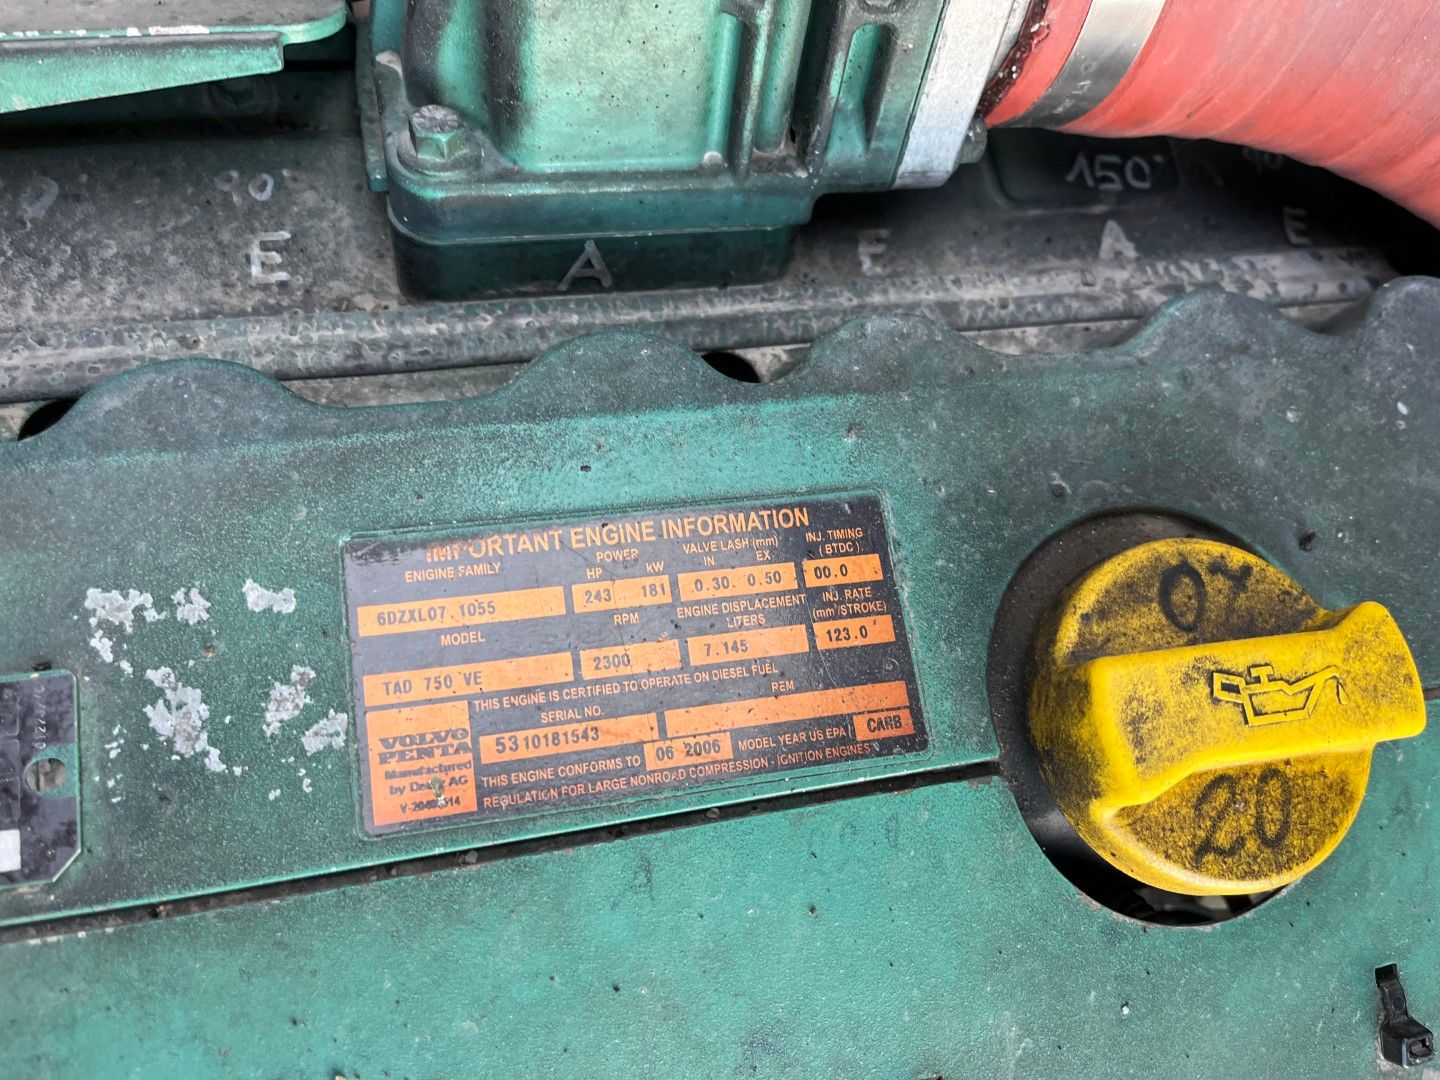 90°
E
A
E
150°
A
E
IMPORTANT ENGINE INFORMATION
ENGINE FAMILY
6DZXL07.1055
POWER
HP kW
243 181
VALVE LASH (mm)
IN EX
0.30 0.50
INJ. TIMING
(BTDC)
00.0
MODEL
TAD 750 VE
RPM
2300
ENGINE DISPLACEMENT
LITERS
7.145
INJ. RATE
(mm³/STROKE)
123.0
THIS ENGINE IS CERTIFIED TO OPERATE ON DIESEL FUEL
SERIAL NO.
5310181543
REM
VOLVO
PENTA
Manufactured
by Deutz AG
THIS ENGINE CONFORMS TO 06 2006 MODEL YEAR US EPA / CARB
REGULATION FOR LARGE NONROAD COMPRESSION - IGNITION ENGINES
20